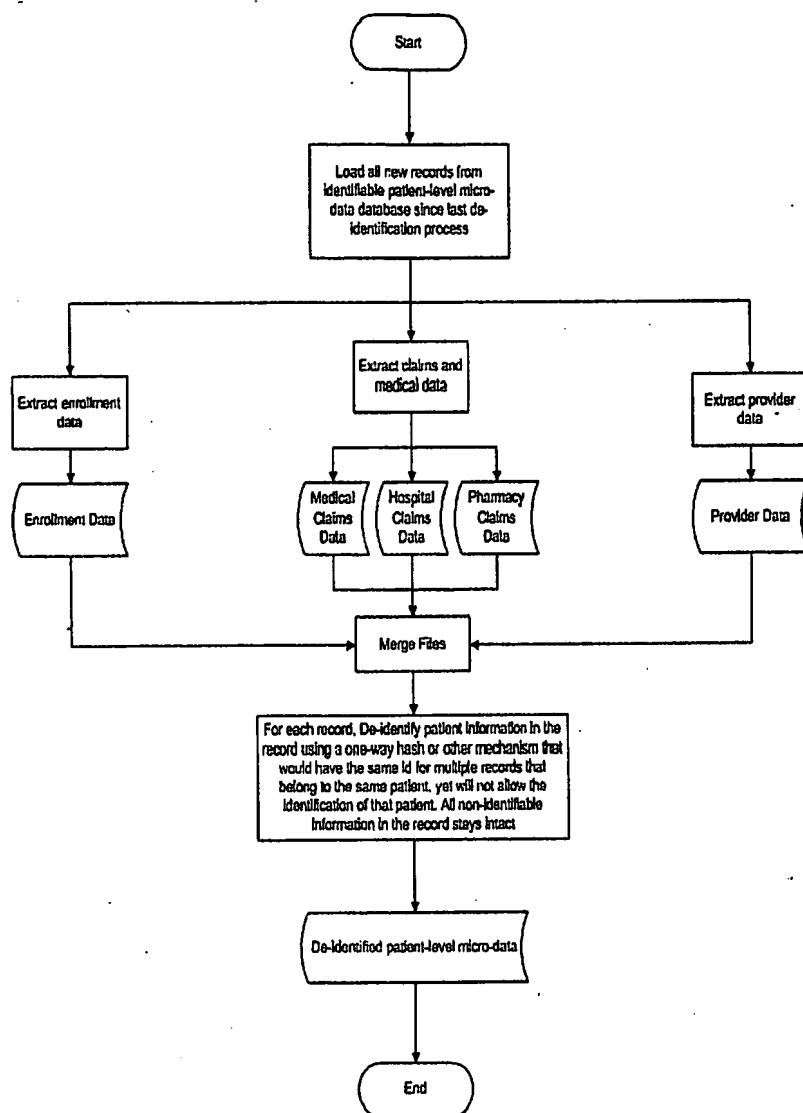 Start
Load all new records from
identifiable patient-level micro-
data database since last de-
identification process
Extract enrollment
data
Extract claims and
medical data
Extract provider
data
Enrollment Data
Medical
Claims
Data
Hospital
Claims
Data
Pharmacy
Claims
Data
Provider Data
Merge Files
For each record, De-identify patient information in the
record using a one-way hash or other mechanism that
would have the same id for multiple records that
belong to the same patient, yet will not allow the
identification of that patient. All non-identifiable
information in the record stays intact
De-identified patient-level micro-data
End